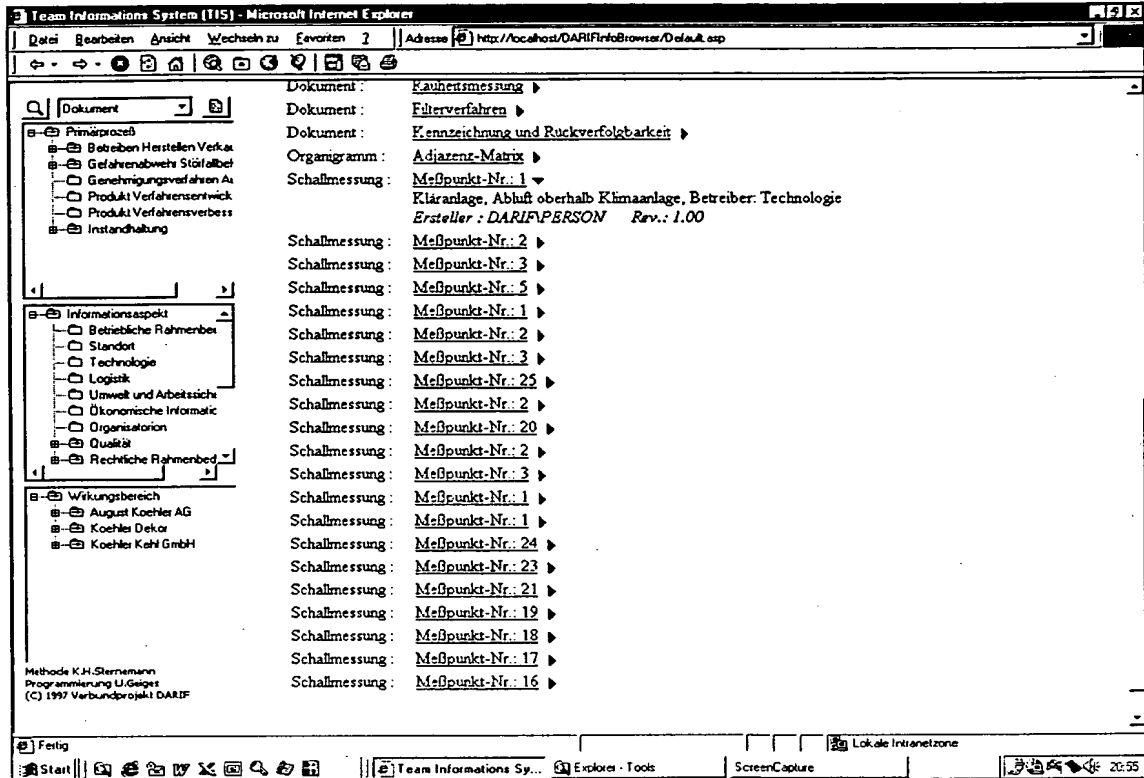 Team Informations System (TIS) - Microsoft Internet Explorer
Datei Bearbeiten Ansicht Wechseln zu Favoriten ? Adresse http://localhost/DARIFInfoBrowser/Default.asp
Dokument
Primärprozeß
Betreiben Herstellen Verkau
Gefahrenabwehr Störfallbet
Genehmigungsverfahren Au
Produkt Verfahrensentwick
Produkt Verfahrensverbess
Instandhaltung
Informationsaspekt
Betriebliche Rahmenbe
Standort
Technologie
Logistik
Umwelt und Arbeitssiche
Ökonomische Informatic
Organisatorion
Qualität
Rechtliche Rahmenbed
Wirkungsbereich
August Koehler AG
Koehler Dekor
Koehler Kehl GmbH
Methode K.H.Sternemann
Programmierung U.Geiges
(C) 1997 Verbundprojekt DARIF
Dokument : Rauheitsmessung
Dokument : Filterverfahren
Dokument : Kennzeichnung und Rückverfolgbarkeit
Organigramm : Adjazenz-Matrix
Schallmessung : Meßpunkt-Nr.: 1
Kläranlage, Abluft oberhalb Klimaanlage, Betreiber: Technologie
Ersteller : DARIF\PERSON Rev.: 1.00
Schallmessung : Meßpunkt-Nr.: 2
Schallmessung : Meßpunkt-Nr.: 3
Schallmessung : Meßpunkt-Nr.: 5
Schallmessung : Meßpunkt-Nr.: 1
Schallmessung : Meßpunkt-Nr.: 2
Schallmessung : Meßpunkt-Nr.: 3
Schallmessung : Meßpunkt-Nr.: 25
Schallmessung : Meßpunkt-Nr.: 2
Schallmessung : Meßpunkt-Nr.: 20
Schallmessung : Meßpunkt-Nr.: 2
Schallmessung : Meßpunkt-Nr.: 3
Schallmessung : Meßpunkt-Nr.: 1
Schallmessung : Meßpunkt-Nr.: 1
Schallmessung : Meßpunkt-Nr.: 24
Schallmessung : Meßpunkt-Nr.: 23
Schallmessung : Meßpunkt-Nr.: 21
Schallmessung : Meßpunkt-Nr.: 19
Schallmessung : Meßpunkt-Nr.: 18
Schallmessung : Meßpunkt-Nr.: 17
Schallmessung : Meßpunkt-Nr.: 16
Fertig Lokale Intranetzone
Start Team Informations Sy... Explorer - Tools ScreenCapture 20:55